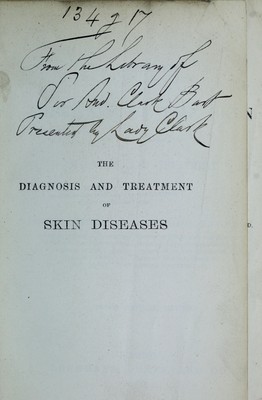 134217
From the Library of
Sir And. Clark Bart
Presented by Lady Clark
THE
DIAGNOSIS AND TREATMENT
OF
SKIN DISEASES